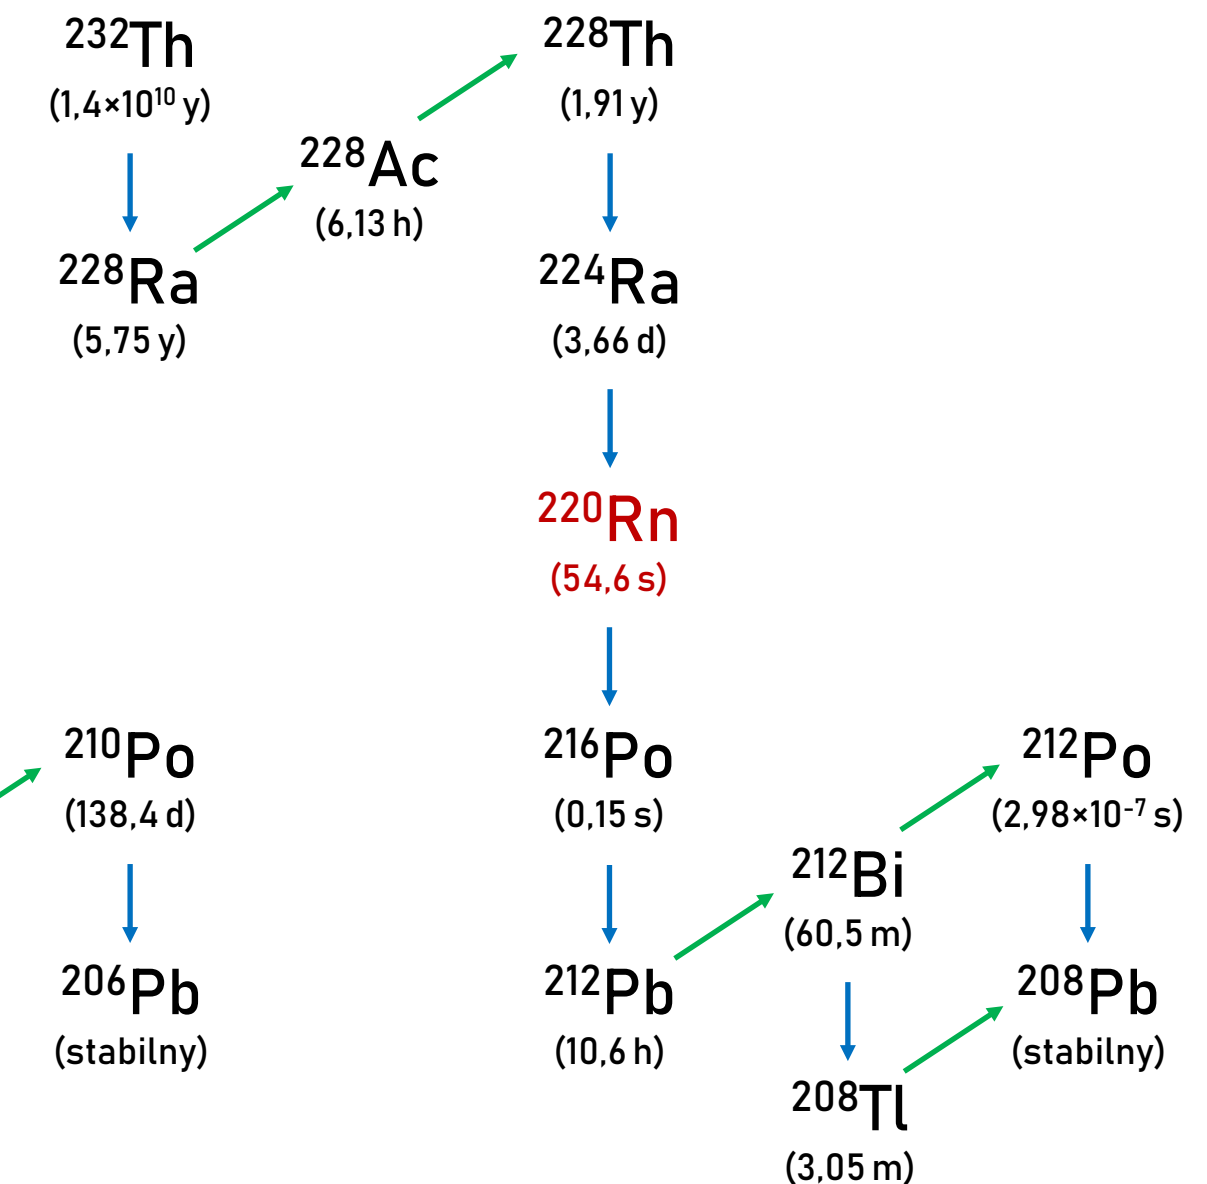 ²³²Th
(1,4×10¹⁰ y)
²²⁸Ac
(6,13 h)
²²⁸Th
(1,91 y)
²²⁸Ra
(5,75 y)
²²⁴Ra
(3,66 d)
²²⁰Rn
(54,6 s)
²¹⁰Po
(138,4 d)
²¹⁶Po
(0,15 s)
²¹²Po
(2,98×10⁻⁷ s)
²¹²Bi
(60,5 m)
²⁰⁶Pb
(stabilny)
²¹²Pb
(10,6 h)
²⁰⁸Pb
(stabilny)
²⁰⁸Tl
(3,05 m)